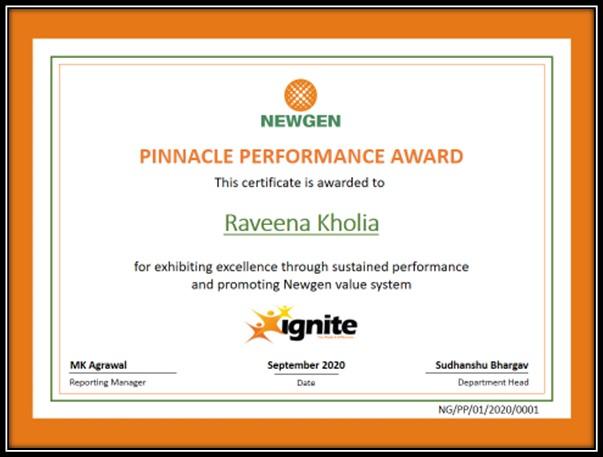 NEWGEN
PINNACLE PERFORMANCE AWARD
This certificate is awarded to
Raveena Kholia
for exhibiting excellence through sustained performance
and promoting Newgen value system
ignite
MK Agrawal
Reporting Manager
September 2020
Date
Sudhanshu Bhargav
Department Head
NG/PP/01/2020/0001